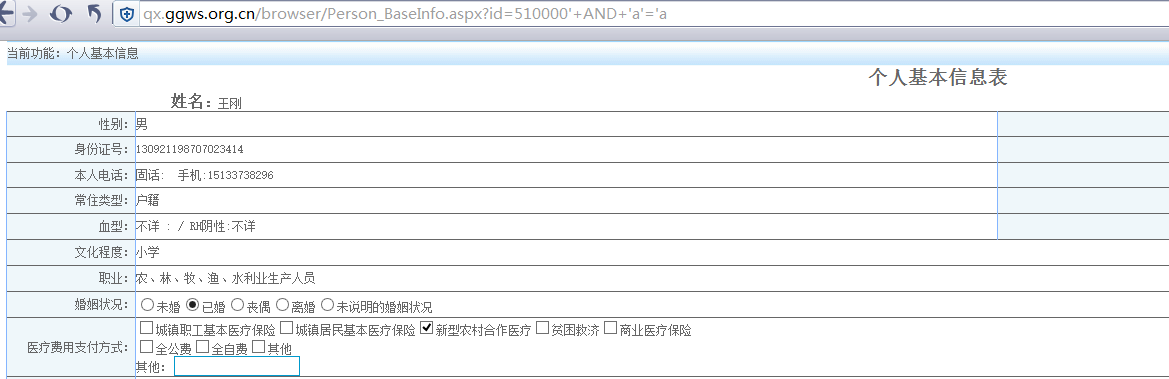 qx.ggws.org.cn/browser/Person_BaseInfo.aspx?id=510000'+AND+'a'='a
当前功能：个人基本信息
个人基本信息表
姓名：王刚
性别：男
身份证号：130921198707023414
本人电话：固话: 手机:15133738296
常住类型：户籍
血型：不详 : / RH阴性:不详
文化程度：小学
职业：农、林、牧、渔、水利业生产人员
婚姻状况：未婚 已婚 丧偶 离婚 未说明的婚姻状况
城镇职工基本医疗保险 城镇居民基本医疗保险 新型农村合作医疗 贫困救济 商业医疗保险
医疗费用支付方式：全公费 全自费 其他
其他：